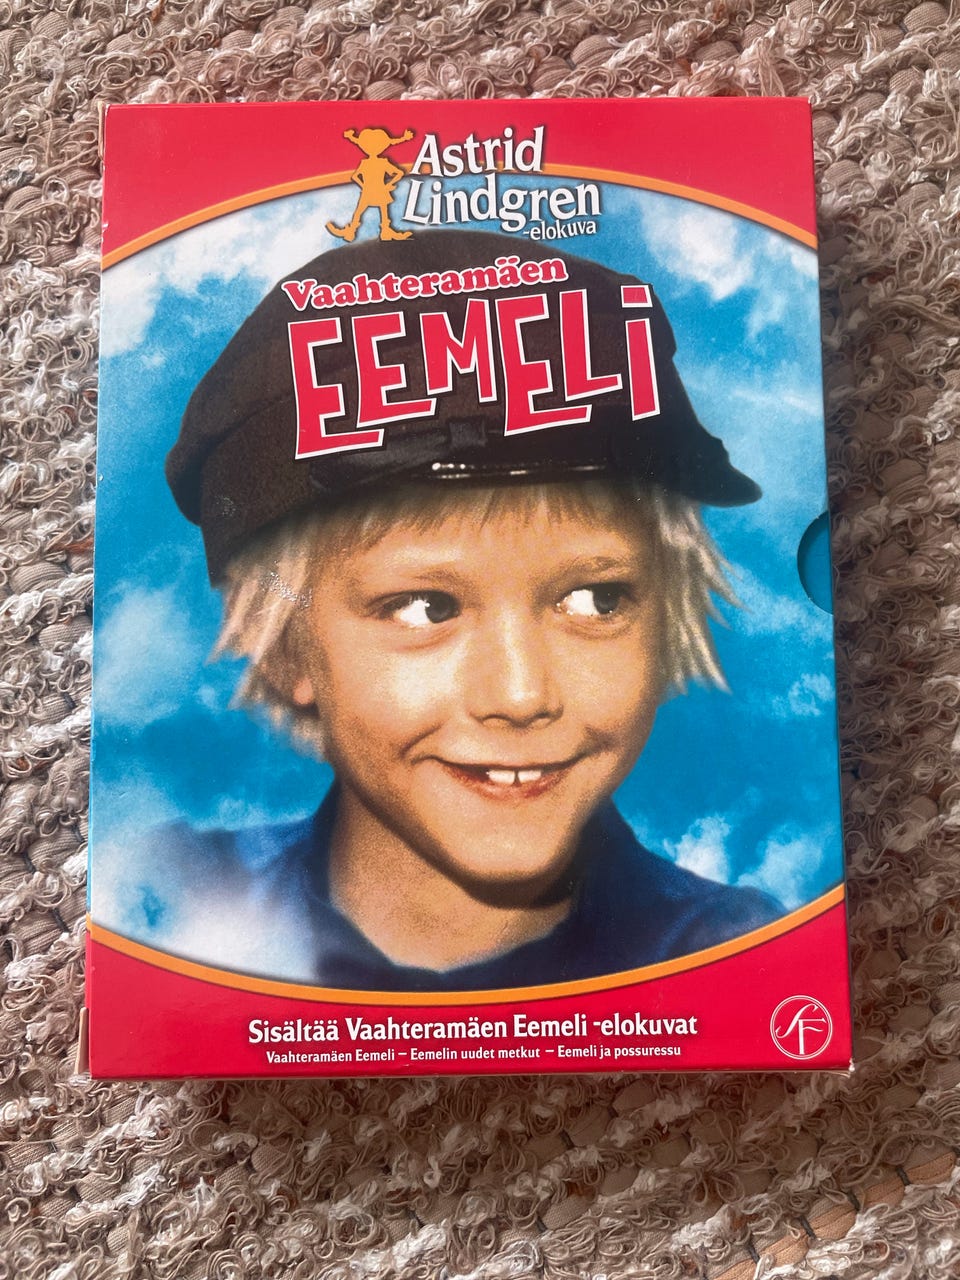 Astrid
Lindgren
-elokuva
Vaahteramäen
EEMELi
Sisältää Vaahteramäen Eemeli -elokuvat
Vaahteramäen Eemeli – Eemelin uudet metkut – Eemeli ja possuressu
SF